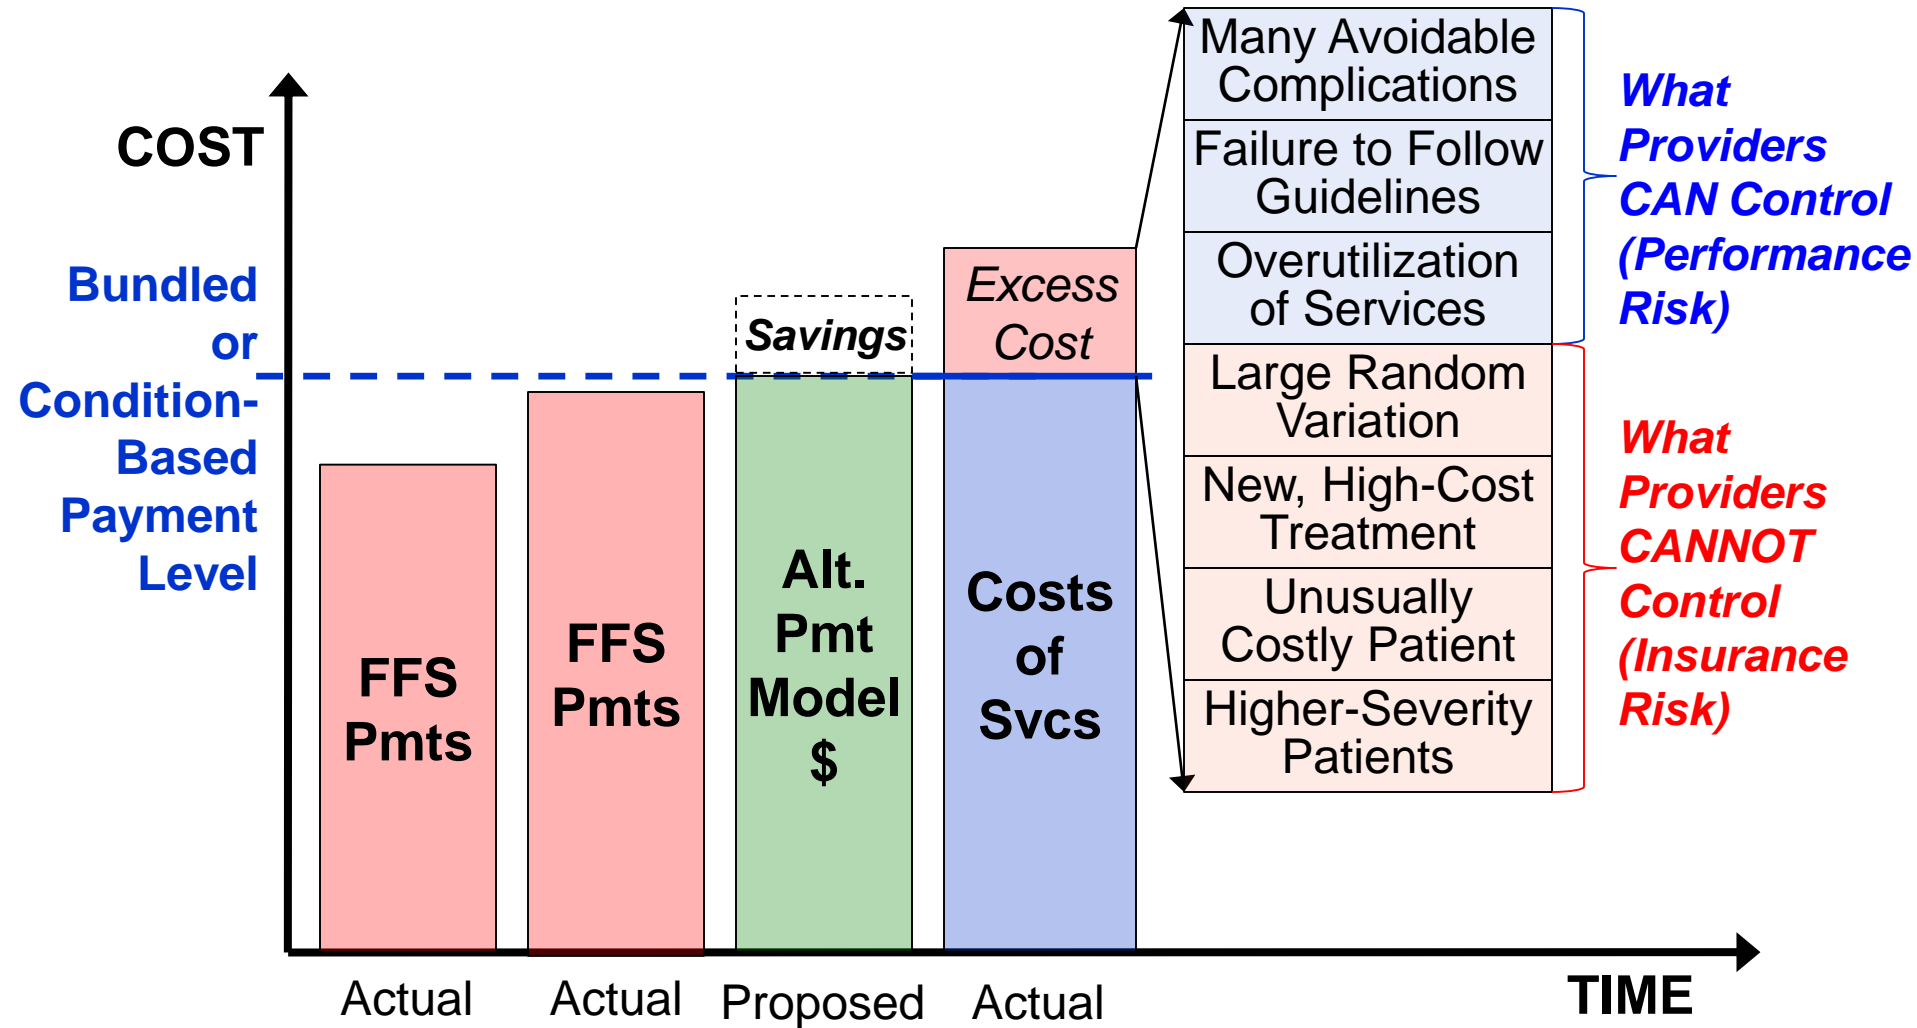 COST
Bundled
or
Condition-
Based
Payment
Level
FFS
Pmts
FFS
Pmts
Savings
Alt.
Pmt
Model
$
Excess
Cost
Costs
of
Svcs
Actual
Actual
Proposed
Actual
TIME
Many Avoidable
Complications
Failure to Follow
Guidelines
Overutilization
of Services
Large Random
Variation
New, High-Cost
Treatment
Unusually
Costly Patient
Higher-Severity
Patients
What
Providers
CAN Control
(Performance
Risk)
What
Providers
CANNOT
Control
(Insurance
Risk)